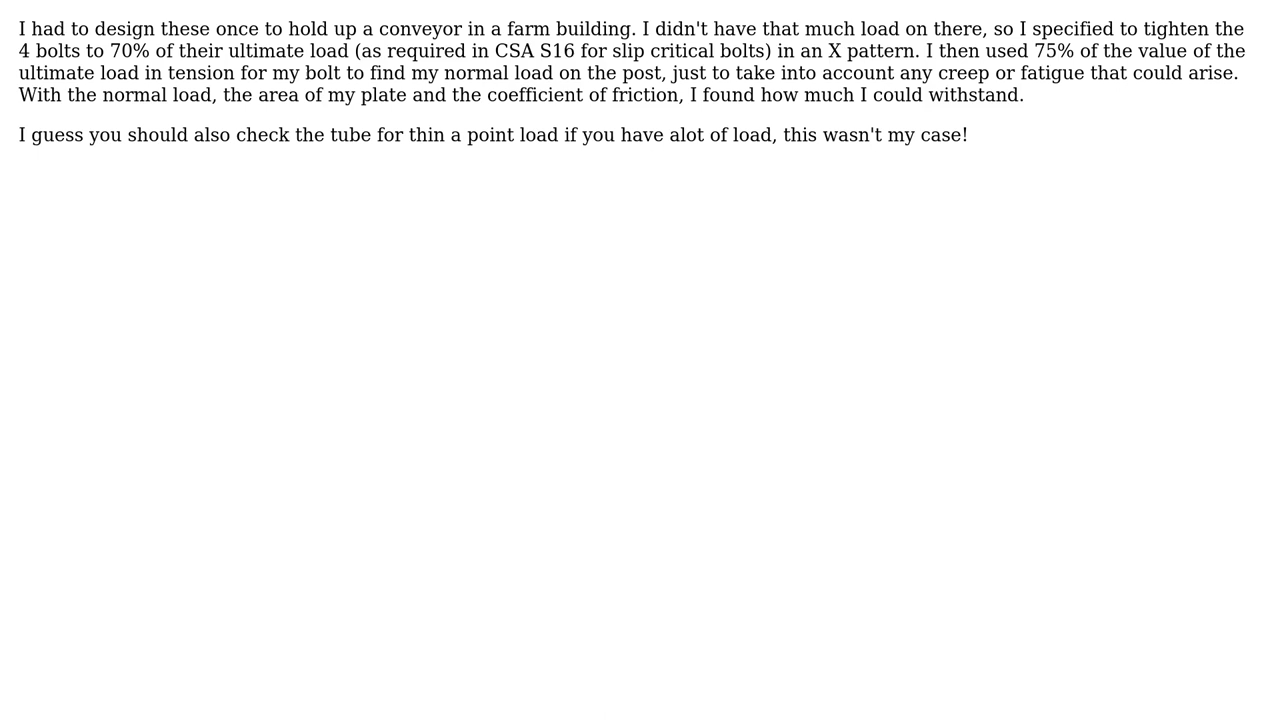 I had to design these once to hold up a conveyor in a farm building. I didn't have that much load on there, so I specified to tighten the
4 bolts to 70% of their ultimate load (as required in CSA S16 for slip critical bolts) in an X pattern. I then used 75% of the value of the
ultimate load in tension for my bolt to find my normal load on the post, just to take into account any creep or fatigue that could arise.
With the normal load, the area of my plate and the coefficient of friction, I found how much I could withstand.
I guess you should also check the tube for thin a point load if you have alot of load, this wasn't my case!